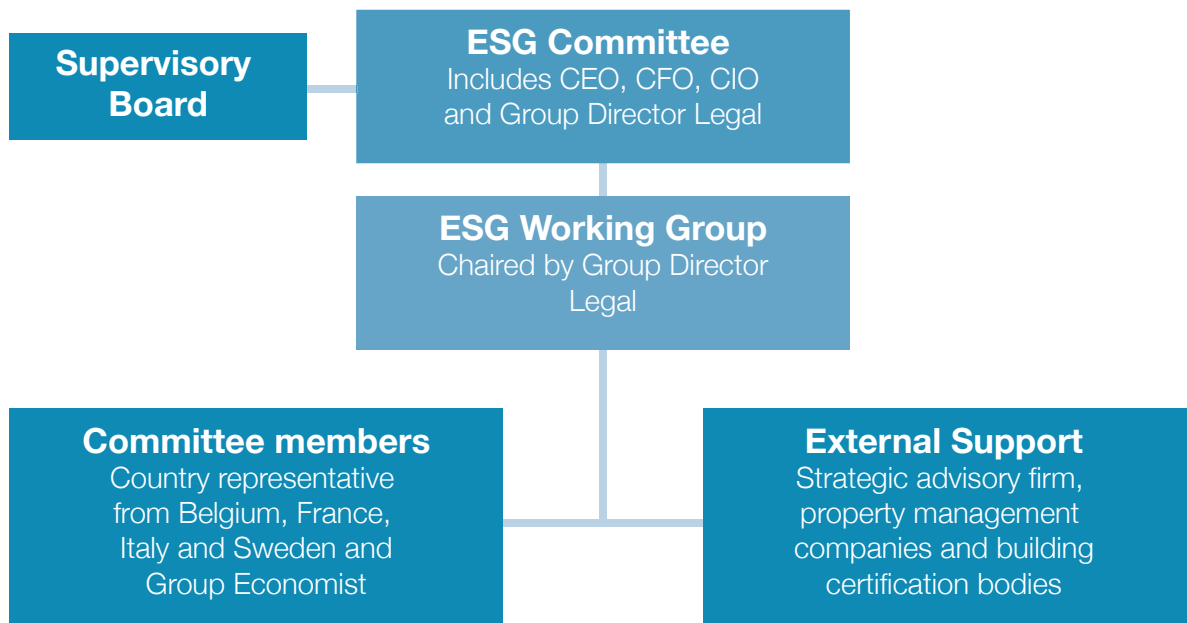 Supervisory
Board
ESG Committee
Includes CEO, CFO, CIO
and Group Director Legal
ESG Working Group
Chaired by Group Director
Legal
Committee members
Country representative
from Belgium, France,
Italy and Sweden and
Group Economist
External Support
Strategic advisory firm,
property management
companies and building
certification bodies